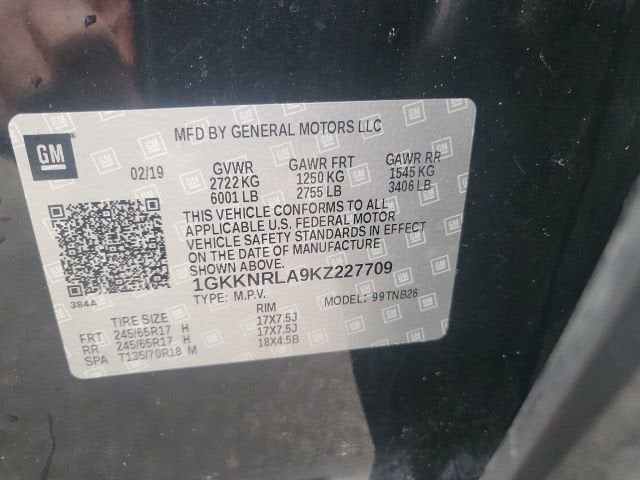 GM
MFD BY GENERAL MOTORS LLC
02/19 GVWR GAWR FRT GAWR RR
2722 KG 1250 KG 1545 KG
6001 LB 2755 LB 3406 LB
THIS VEHICLE CONFORMS TO ALL
APPLICABLE U.S. FEDERAL MOTOR
VEHICLE SAFETY STANDARDS IN EFFECT
ON THE DATE OF MANUFACTURE
SHOWN ABOVE.
384A
1GKKNRLA9KZ227709
TYPE: M.P.V. MODEL: 99TNB26
TIRE SIZE RIM
FRT 245/65R17 H 17X7.5J
RR 245/65R17 H 17X7.5J
SPA T135/70R18 M 18X4.5B